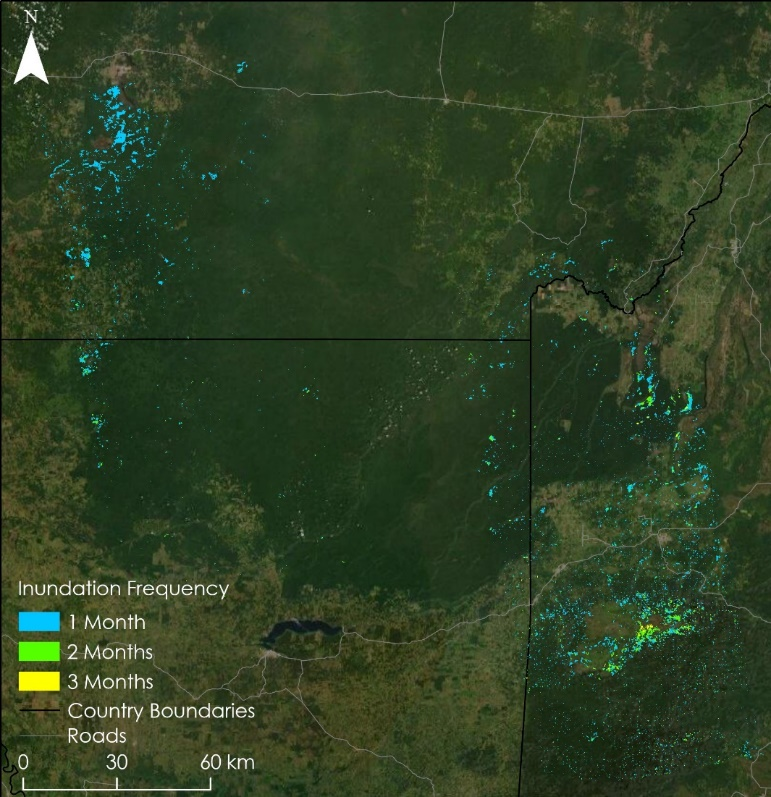 N
Inundation Frequency
1 Month
2 Months
3 Months
Country Boundaries
Roads
0 30 60 km